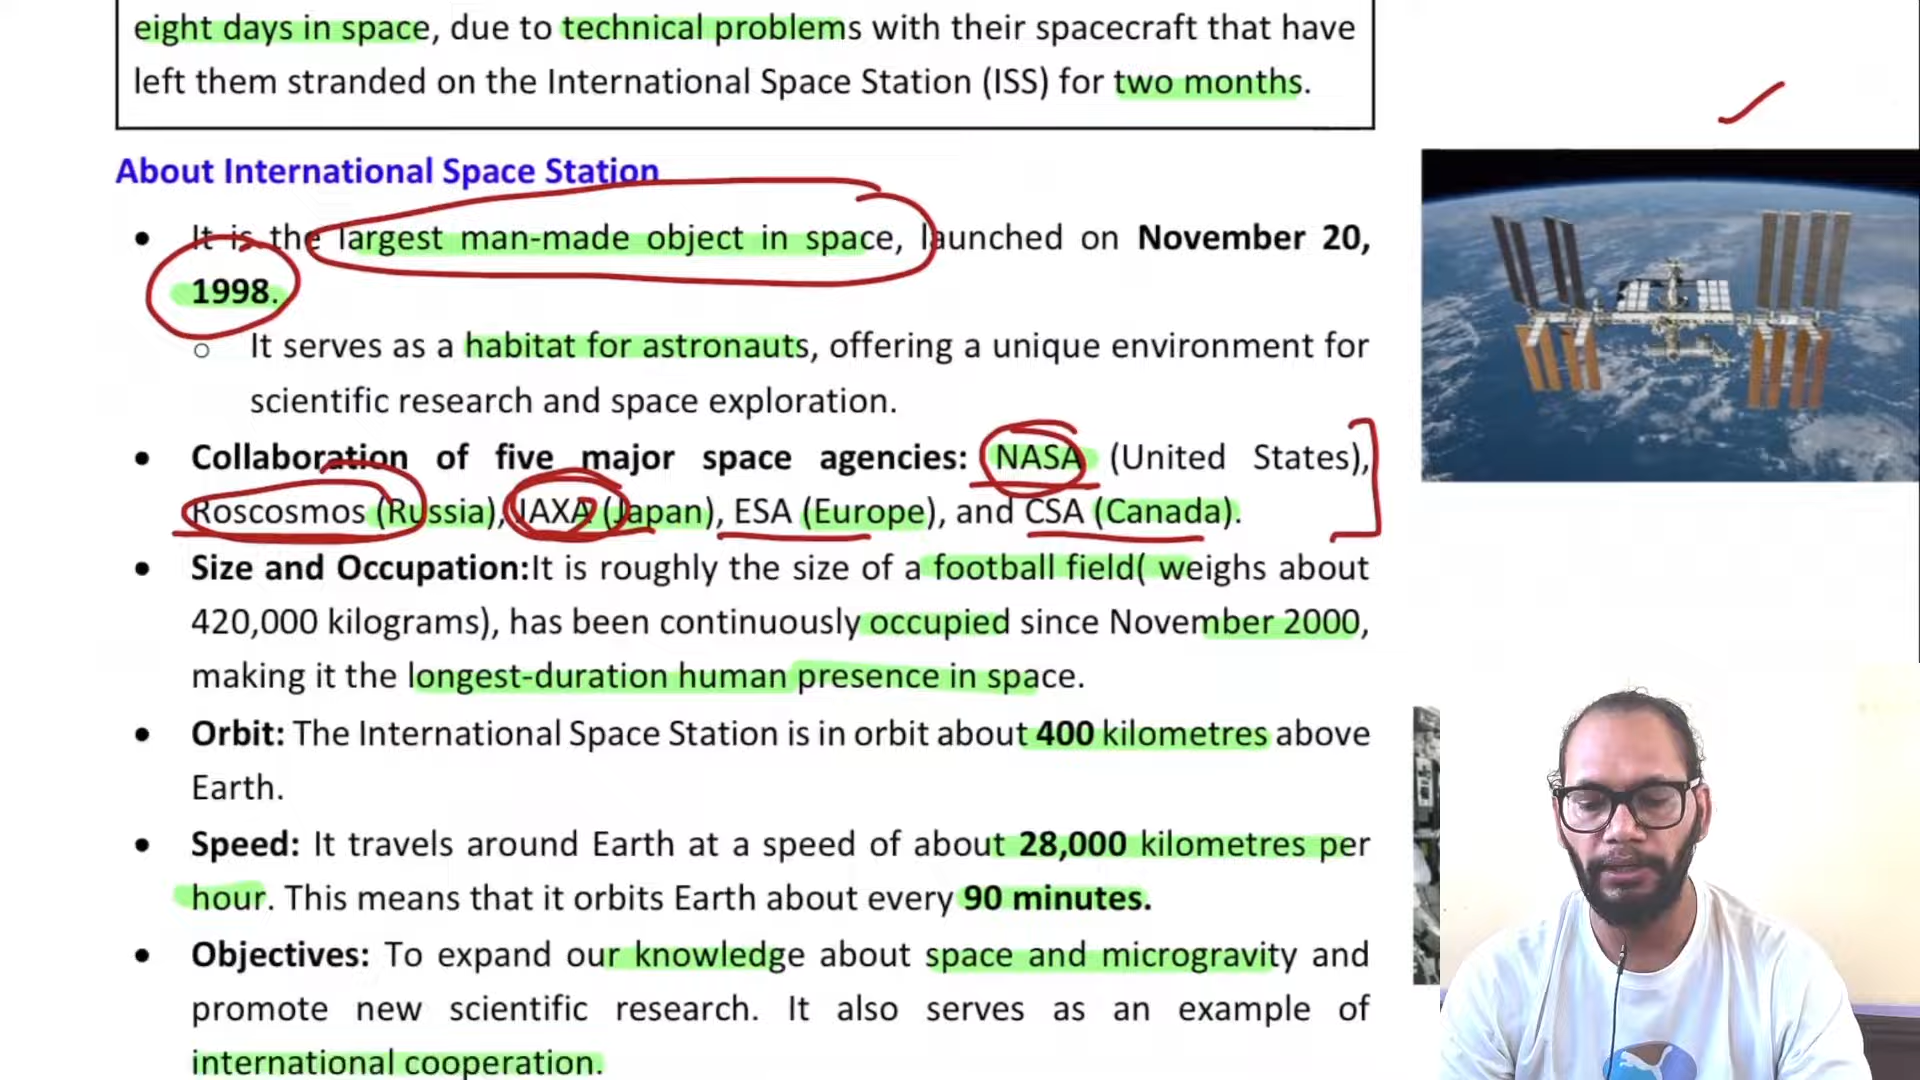 eight days in space, due to technical problems with their spacecraft that have
left them stranded on the International Space Station (ISS) for two months.
About International Space Station
• It is the largest man-made object in space, launched on November 20,
1998.
○ It serves as a habitat for astronauts, offering a unique environment for
scientific research and space exploration.
• Collaboration of five major space agencies: NASA (United States),
Roscosmos (Russia), JAXA (Japan), ESA (Europe), and CSA (Canada).
• Size and Occupation:It is roughly the size of a football field( weighs about
420,000 kilograms), has been continuously occupied since November 2000,
making it the longest-duration human presence in space.
• Orbit: The International Space Station is in orbit about 400 kilometres above
Earth.
• Speed: It travels around Earth at a speed of about 28,000 kilometres per
hour. This means that it orbits Earth about every 90 minutes.
• Objectives: To expand our knowledge about space and microgravity and
promote new scientific research. It also serves as an example of
international cooperation.